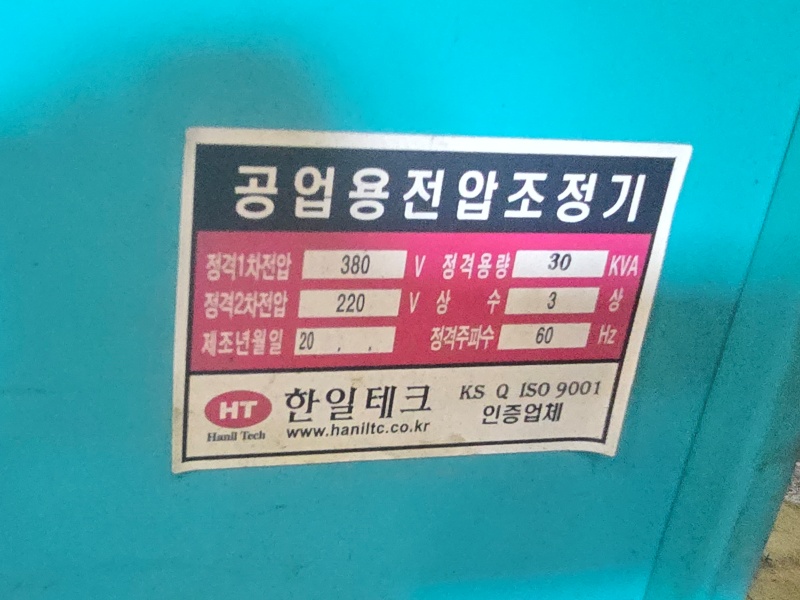 공업용전압조정기
정격1차전압 380 V 정격용량 30 KVA
정격2차전압 220 V 상 수 3 상
제조년월일 20 . . 정격주파수 60 Hz
HT 한일테크 KS Q ISO 9001
Hanil Tech www.haniltc.co.kr 인증업체